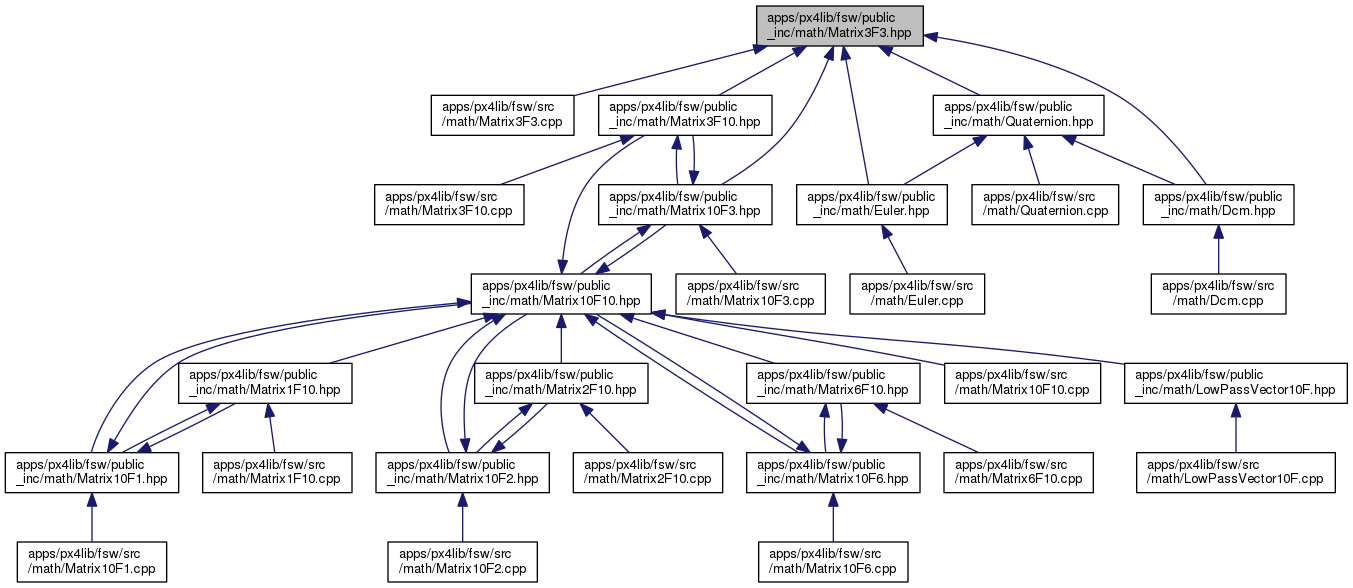 apps/px4lib/fsw/public
_inc/math/Matrix3F3.hpp
apps/px4lib/fsw/src
/math/Matrix3F3.cpp
apps/px4lib/fsw/public
_inc/math/Matrix3F10.hpp
apps/px4lib/fsw/public
_inc/math/Quaternion.hpp
apps/px4lib/fsw/src
/math/Matrix3F10.cpp
apps/px4lib/fsw/public
_inc/math/Matrix10F3.hpp
apps/px4lib/fsw/public
_inc/math/Euler.hpp
apps/px4lib/fsw/src
/math/Quaternion.cpp
apps/px4lib/fsw/public
_inc/math/Dcm.hpp
apps/px4lib/fsw/public
_inc/math/Matrix10F10.hpp
apps/px4lib/fsw/src
/math/Matrix10F3.cpp
apps/px4lib/fsw/src
/math/Euler.cpp
apps/px4lib/fsw/src
/math/Dcm.cpp
apps/px4lib/fsw/public
_inc/math/Matrix1F10.hpp
apps/px4lib/fsw/public
_inc/math/Matrix2F10.hpp
apps/px4lib/fsw/public
_inc/math/Matrix6F10.hpp
apps/px4lib/fsw/src
/math/Matrix10F10.cpp
apps/px4lib/fsw/public
_inc/math/LowPassVector10F.hpp
apps/px4lib/fsw/public
_inc/math/Matrix10F1.hpp
apps/px4lib/fsw/src
/math/Matrix1F10.cpp
apps/px4lib/fsw/public
_inc/math/Matrix10F2.hpp
apps/px4lib/fsw/src
/math/Matrix2F10.cpp
apps/px4lib/fsw/public
_inc/math/Matrix10F6.hpp
apps/px4lib/fsw/src
/math/Matrix6F10.cpp
apps/px4lib/fsw/src
/math/LowPassVector10F.cpp
apps/px4lib/fsw/src
/math/Matrix10F1.cpp
apps/px4lib/fsw/src
/math/Matrix10F2.cpp
apps/px4lib/fsw/src
/math/Matrix10F6.cpp